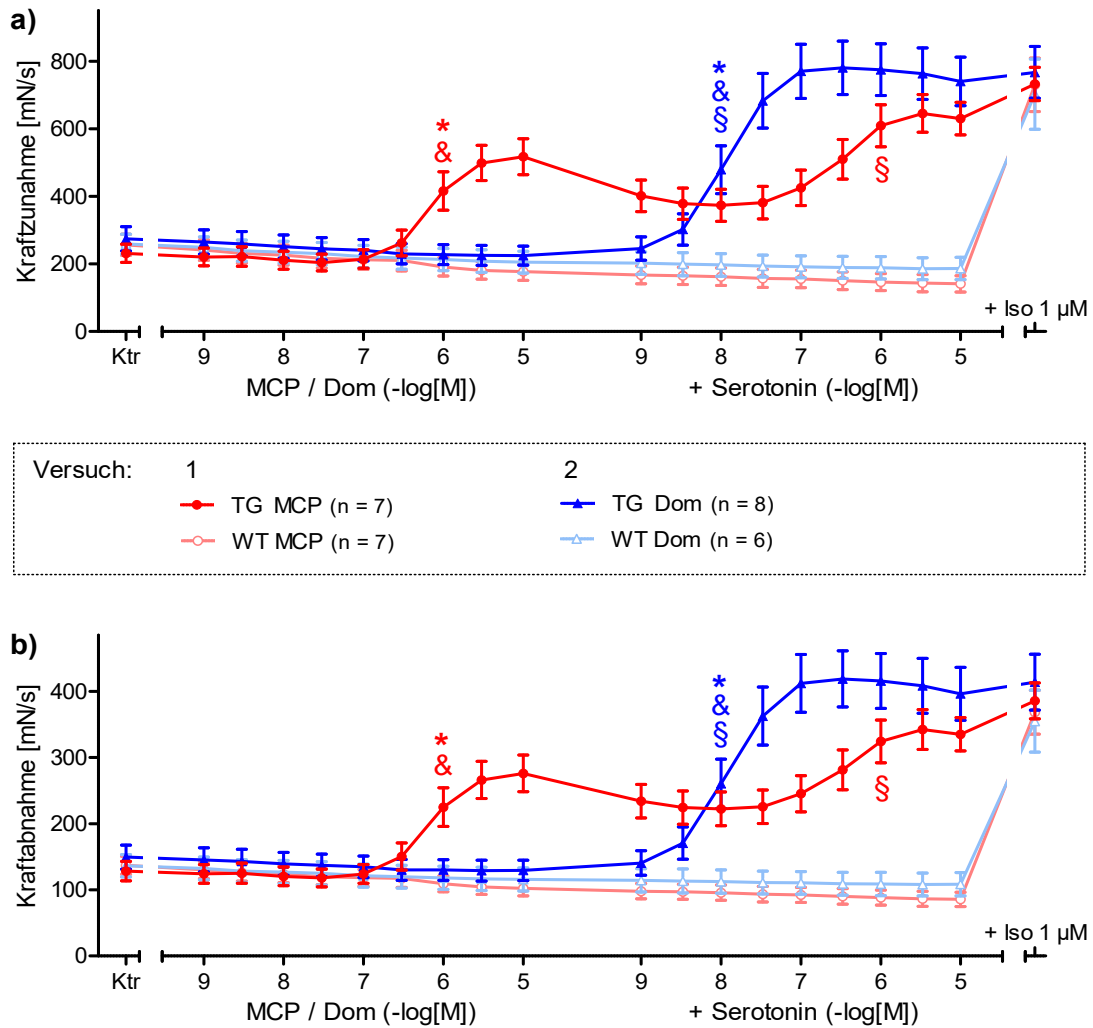 a)
Kraftzunahme [mN/s]
800
600
400
200
0
*
&
*
&
§
§
+ Iso 1 µM
Ktr 9 8 7 6 5 9 8 7 6 5
MCP / Dom (-log[M]) + Serotonin (-log[M])
Versuch: 1 2
TG MCP (n = 7) TG Dom (n = 8)
WT MCP (n = 7) WT Dom (n = 6)
b)
Kraftabnahme [mN/s]
400
300
200
100
0
*
&
*
&
§
§
+ Iso 1 µM
Ktr 9 8 7 6 5 9 8 7 6 5
MCP / Dom (-log[M]) + Serotonin (-log[M])